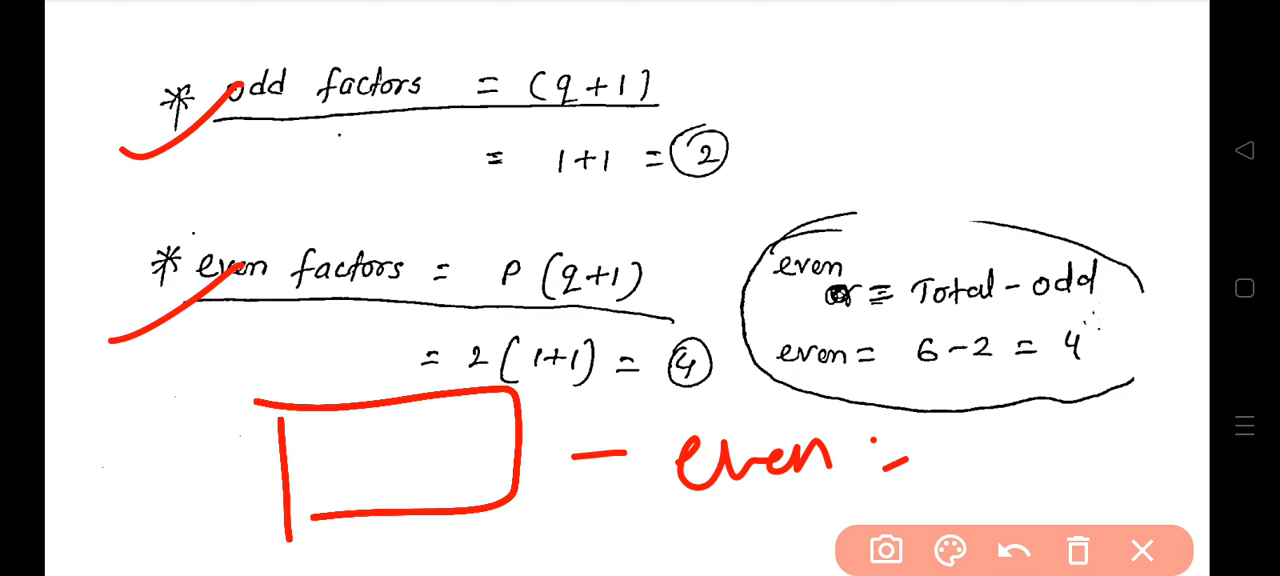 * odd factors = (q+1)
= 1+1 = 2
* even factors = P (q+1)
= 2 (1+1) = 4
even
= Total - odd
even = 6-2 = 4
- even =